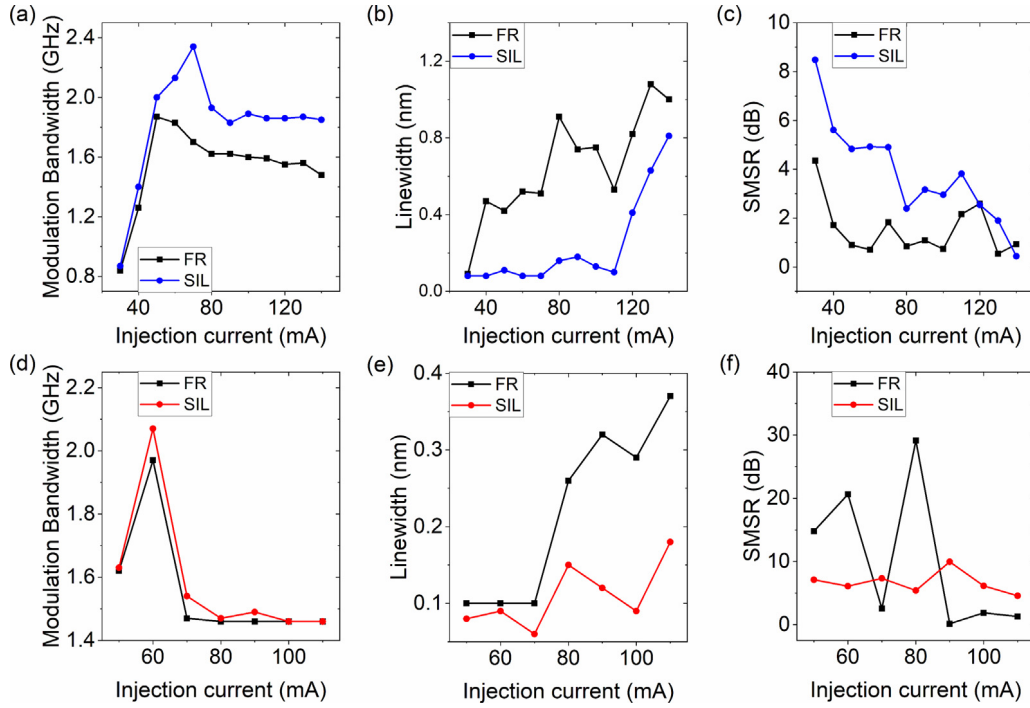 (a)
Modulation Bandwidth (GHz)
2.4
2.0
1.6
1.2
0.8
FR
SIL
40
80
120
Injection current (mA)
(b)
Linewidth (nm)
1.2
0.8
0.4
0.0
FR
SIL
40
80
120
Injection current (mA)
(c)
SMSR (dB)
10
8
6
4
2
0
FR
SIL
40
80
120
Injection current (mA)
(d)
Modulation Bandwidth (GHz)
2.2
2.0
1.8
1.6
1.4
FR
SIL
60
80
100
Injection current (mA)
(e)
Linewidth (nm)
0.4
0.3
0.2
0.1
FR
SIL
60
80
100
Injection current (mA)
(f)
SMSR (dB)
40
30
20
10
0
FR
SIL
60
80
100
Injection current (mA)